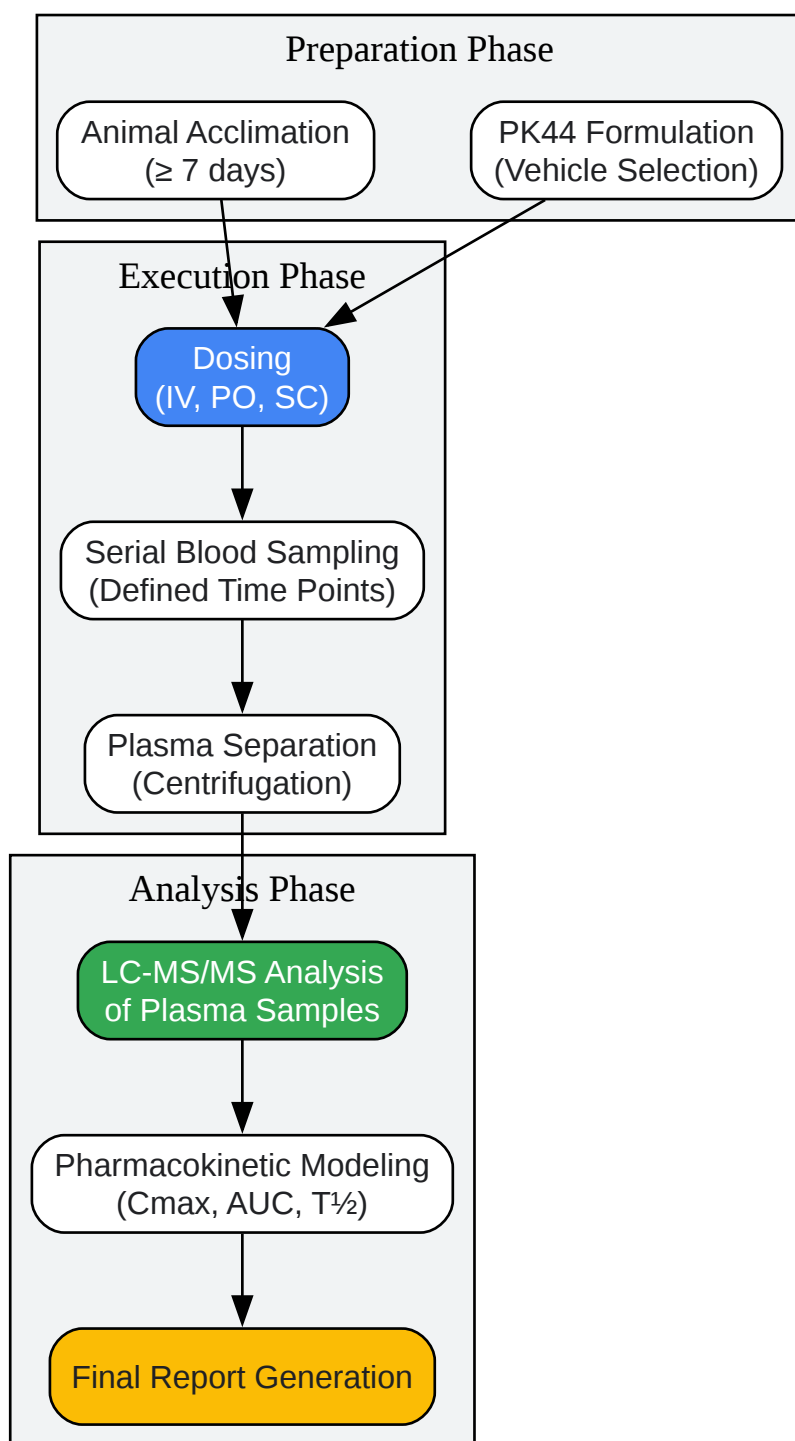 Preparation Phase
Animal Acclimation
(≥ 7 days)
PK44 Formulation
(Vehicle Selection)
Execution Phase
Dosing
(IV, PO, SC)
Serial Blood Sampling
(Defined Time Points)
Plasma Separation
(Centrifugation)
Analysis Phase
LC-MS/MS Analysis
of Plasma Samples
Pharmacokinetic Modeling
(Cmax, AUC, T½)
Final Report Generation